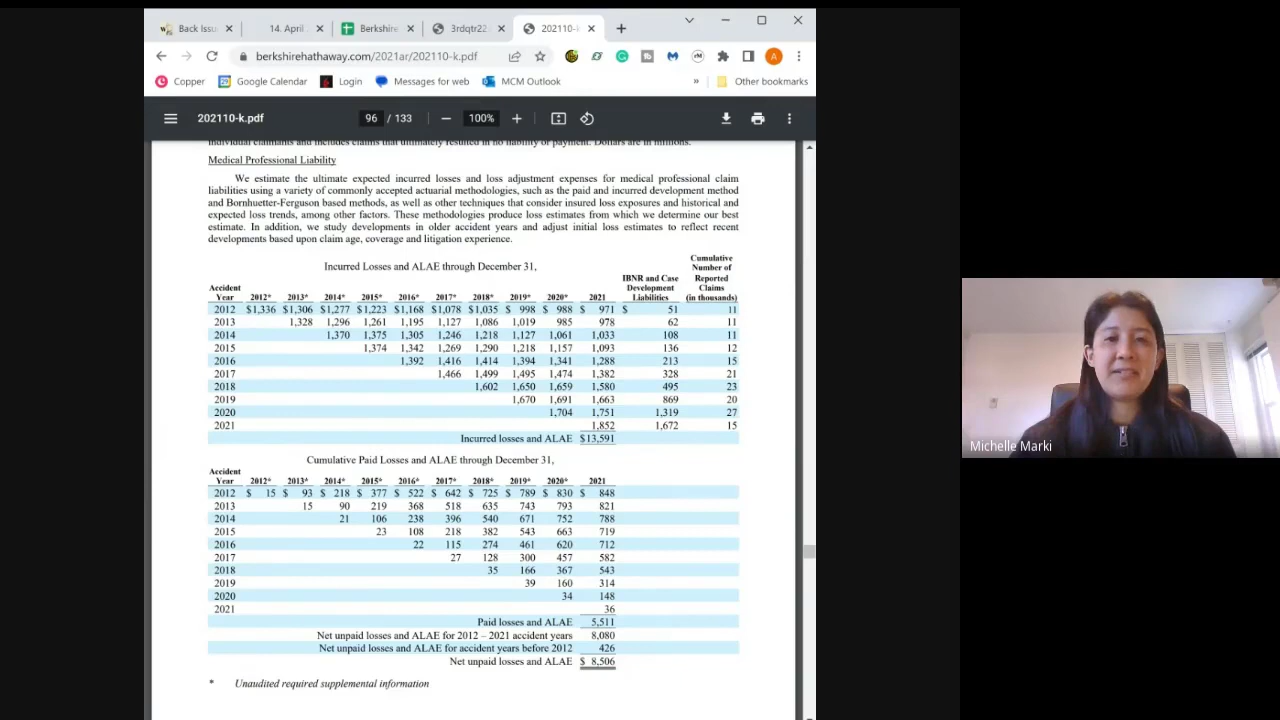 Back Issu
14. April
Berkshire
3rdqtr22
202110-k
berkshirehathaway.com/2021ar/202110-k.pdf
A
Copper
Google Calendar
Login
Messages for web
MCM Outlook
»
Other bookmarks
202110-k.pdf
96 / 133
100%
individual claimants and includes claims that ultimately resulted in no liability or payment. Dollars are in millions.
Medical Professional Liability
We estimate the ultimate expected incurred losses and loss adjustment expenses for medical professional claim
liabilities using a variety of commonly accepted actuarial methodologies, such as the paid and incurred development method
and Bornhuetter-Ferguson based methods, as well as other techniques that consider insured loss exposures and historical and
expected loss trends, among other factors. These methodologies produce loss estimates from which we determine our best
estimate. In addition, we study developments in older accident years and adjust initial loss estimates to reflect recent
developments based upon claim age, coverage and litigation experience.
Incurred Losses and ALAE through December 31,
IBNR and Case
Development
Liabilities
Cumulative
Number of
Reported
Claims
(in thousands)
Accident
Year 2012* 2013* 2014* 2015* 2016* 2017* 2018* 2019* 2020* 2021
2012 $1,336 $1,306 $1,277 $1,223 $1,168 $1,078 $1,035 $ 998 $ 988 $ 971 $ 51 11
2013 1,328 1,296 1,261 1,195 1,127 1,086 1,019 985 978 62 11
2014 1,370 1,375 1,305 1,246 1,218 1,127 1,061 1,033 108 11
2015 1,374 1,342 1,269 1,290 1,218 1,157 1,093 136 12
2016 1,392 1,416 1,414 1,394 1,341 1,288 213 15
2017 1,466 1,499 1,495 1,474 1,382 328 21
2018 1,602 1,650 1,659 1,580 495 23
2019 1,670 1,691 1,663 869 20
2020 1,704 1,751 1,319 27
2021 1,852 1,672 15
Incurred losses and ALAE $13,591
Cumulative Paid Losses and ALAE through December 31,
Accident
Year 2012* 2013* 2014* 2015* 2016* 2017* 2018* 2019* 2020* 2021
2012 $ 15 $ 93 $ 218 $ 377 $ 522 $ 642 $ 725 $ 789 $ 830 $ 848
2013 15 90 219 368 518 635 743 793 821
2014 21 106 238 396 540 671 752 788
2015 23 108 218 382 543 663 719
2016 22 115 274 461 620 712
2017 27 128 300 457 582
2018 35 166 367 543
2019 39 160 314
2020 34 148
2021 36
Paid losses and ALAE 5,511
Net unpaid losses and ALAE for 2012 – 2021 accident years 8,080
Net unpaid losses and ALAE for accident years before 2012 426
Net unpaid losses and ALAE $ 8,506
* Unaudited required supplemental information
Michelle Marki